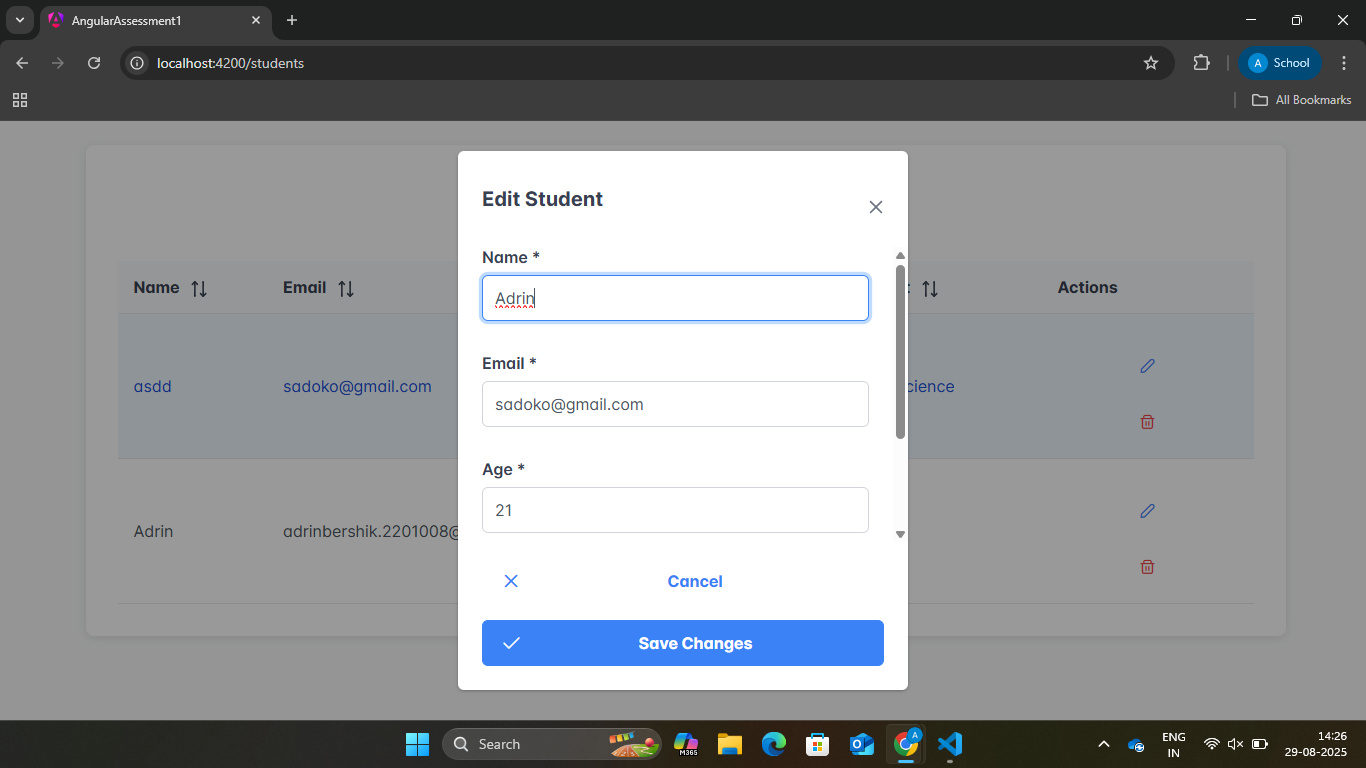 AngularAssessment1
localhost:4200/students
A School
All Bookmarks
Edit Student
Name *
Adrin
Email *
sadoko@gmail.com
Age *
21
Cancel
Save Changes
Name Email Actions
asdd sadoko@gmail.com cience
Adrin adrinbershik.2201008@
Search
M365
A
ENG
IN
14:26
29-08-2025